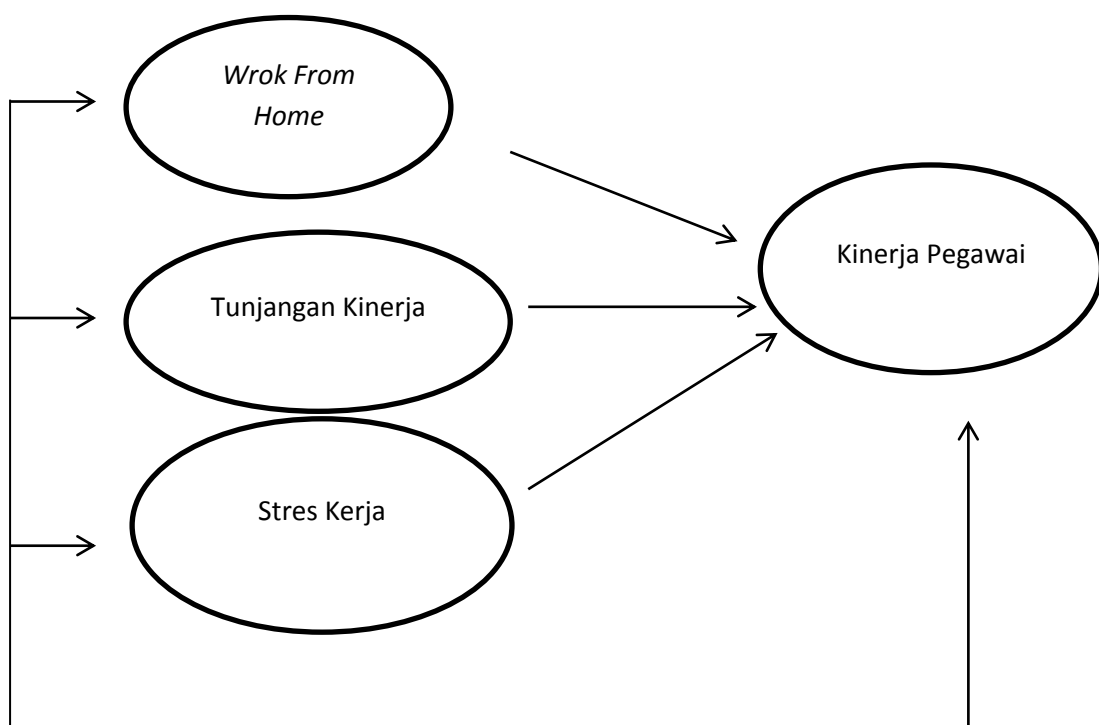 Wrok From
Home
Kinerja Pegawai
Tunjangan Kinerja
Stres Kerja